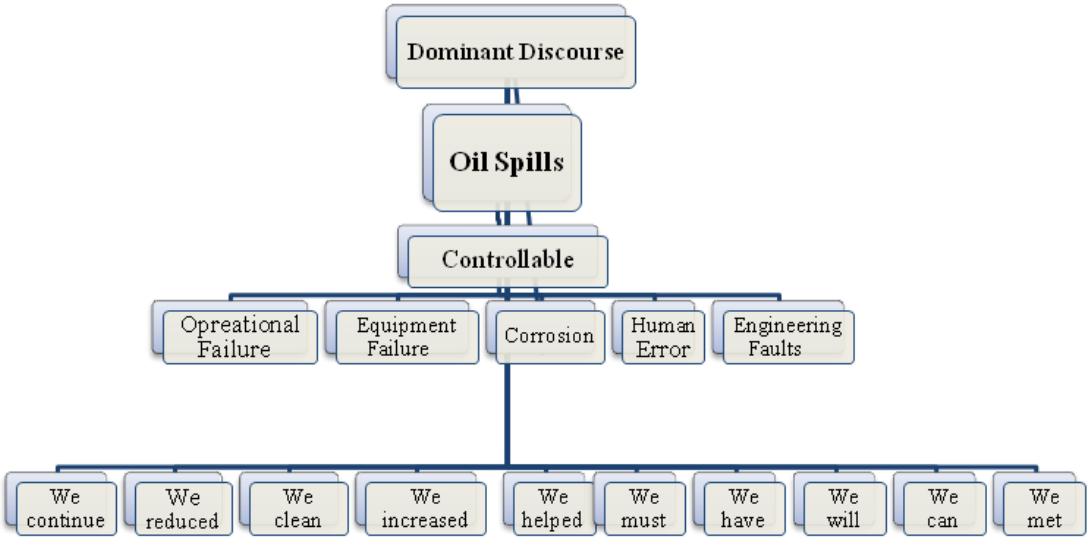 Dominant Discourse
Oil Spills
Controllable
Opreational
Failure
Equipment
Failure
Corrosion
Human
Error
Engineering
Faults
We
continue
We
reduced
We
clean
We
increased
We
helped
We
must
We
have
We
will
We
can
We
met